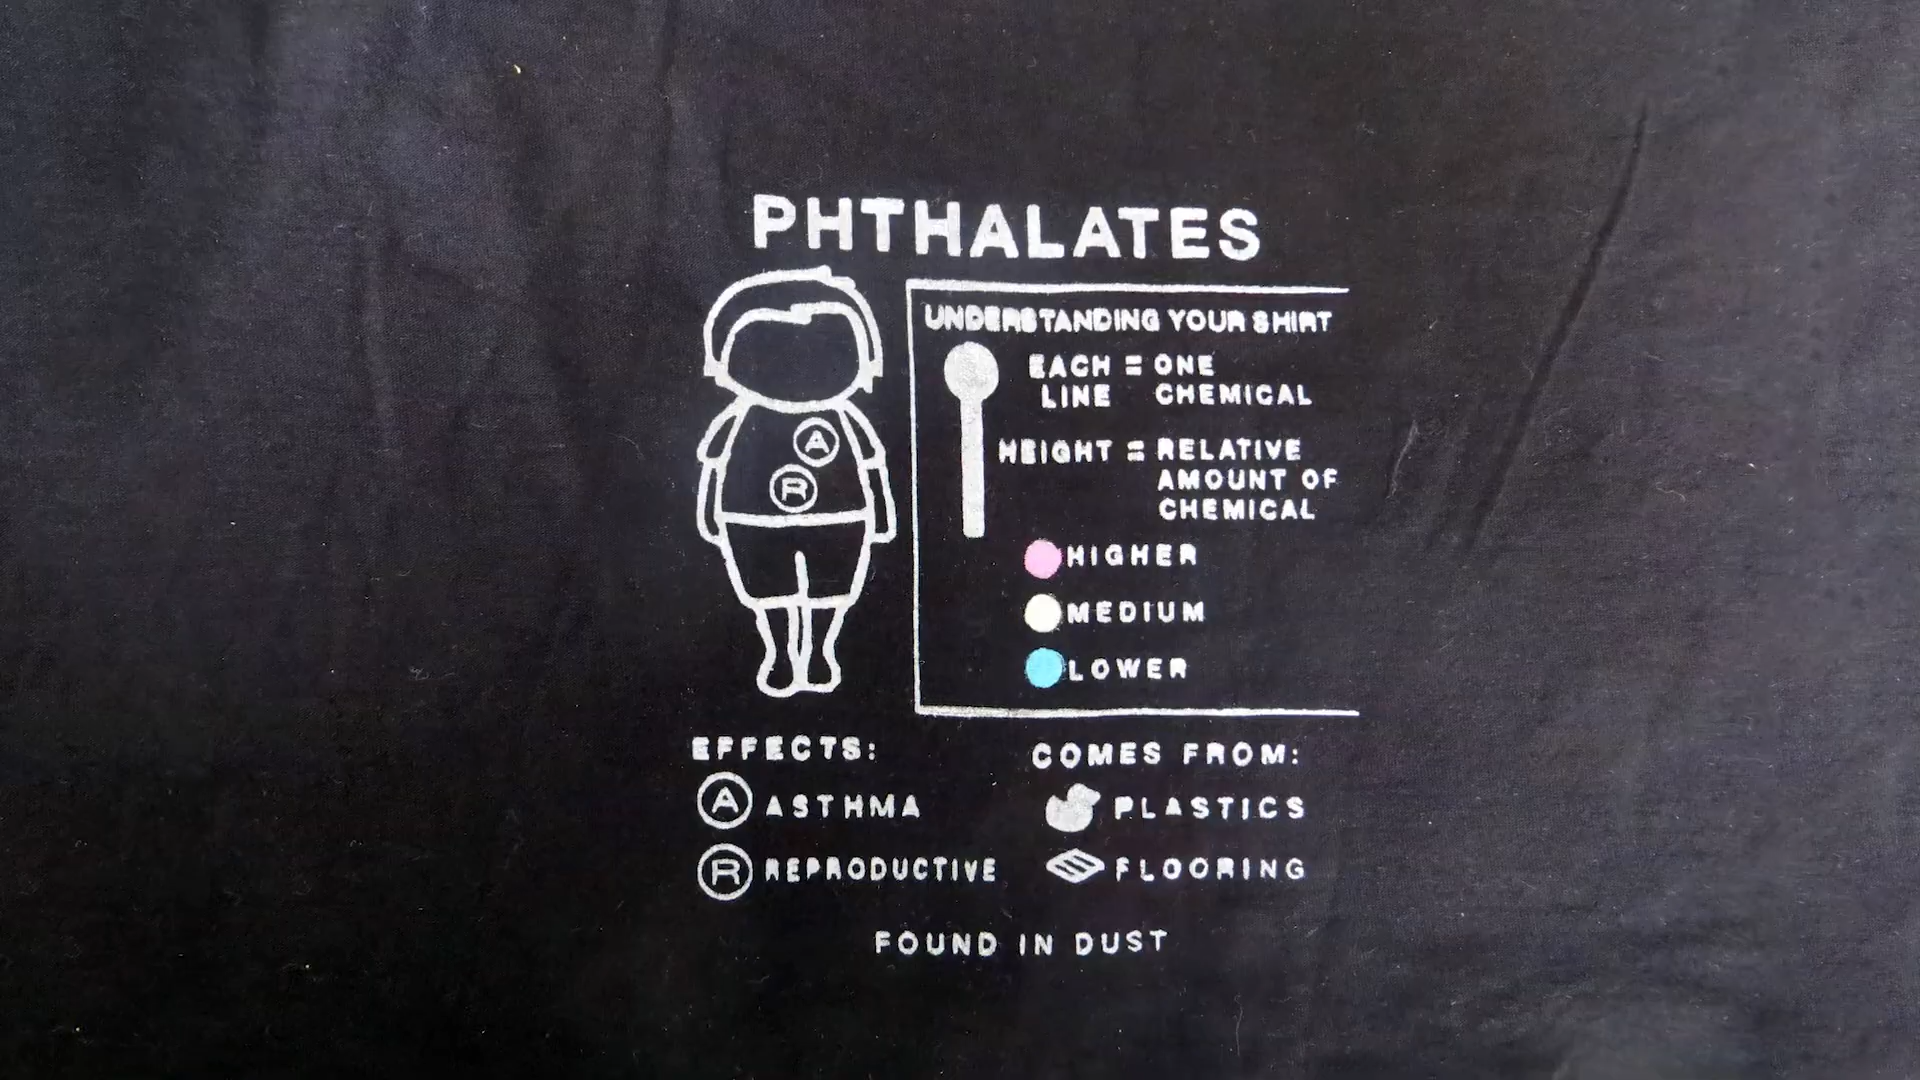 PHTHALATES
UNDERSTANDING YOUR SHIRT
EACH = ONE
LINE CHEMICAL
HEIGHT = RELATIVE
AMOUNT OF
CHEMICAL
HIGHER
MEDIUM
LOWER
A
R
EFFECTS:
A ASTHMA
R REPRODUCTIVE
COMES FROM:
PLASTICS
FLOORING
FOUND IN DUST